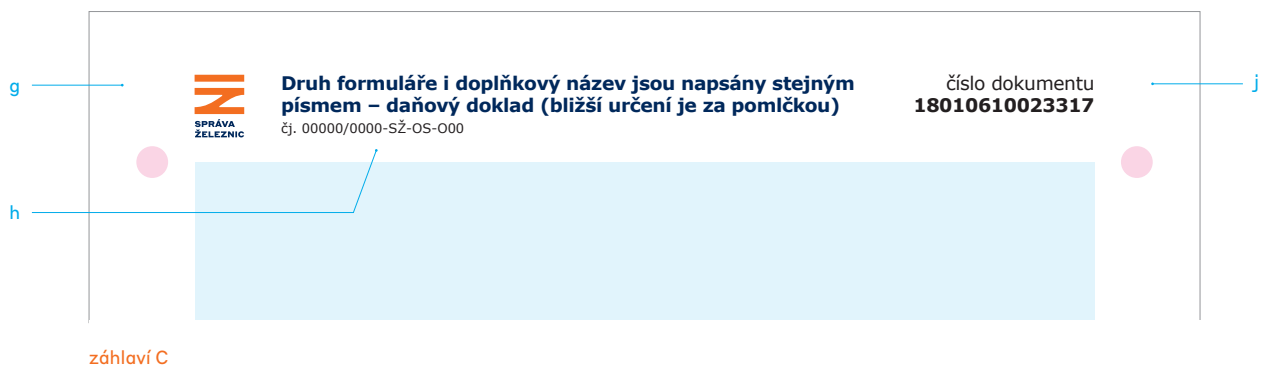 g
SPRÁVA
ŽELEZNIC
Druh formuláře i doplňkový název jsou napsány stejným
písmem – daňový doklad (bližší určení je za pomlčkou)
čj. 00000/0000-SŽ-OS-O00
číslo dokumentu
18010610023317
j
h
záhlaví C